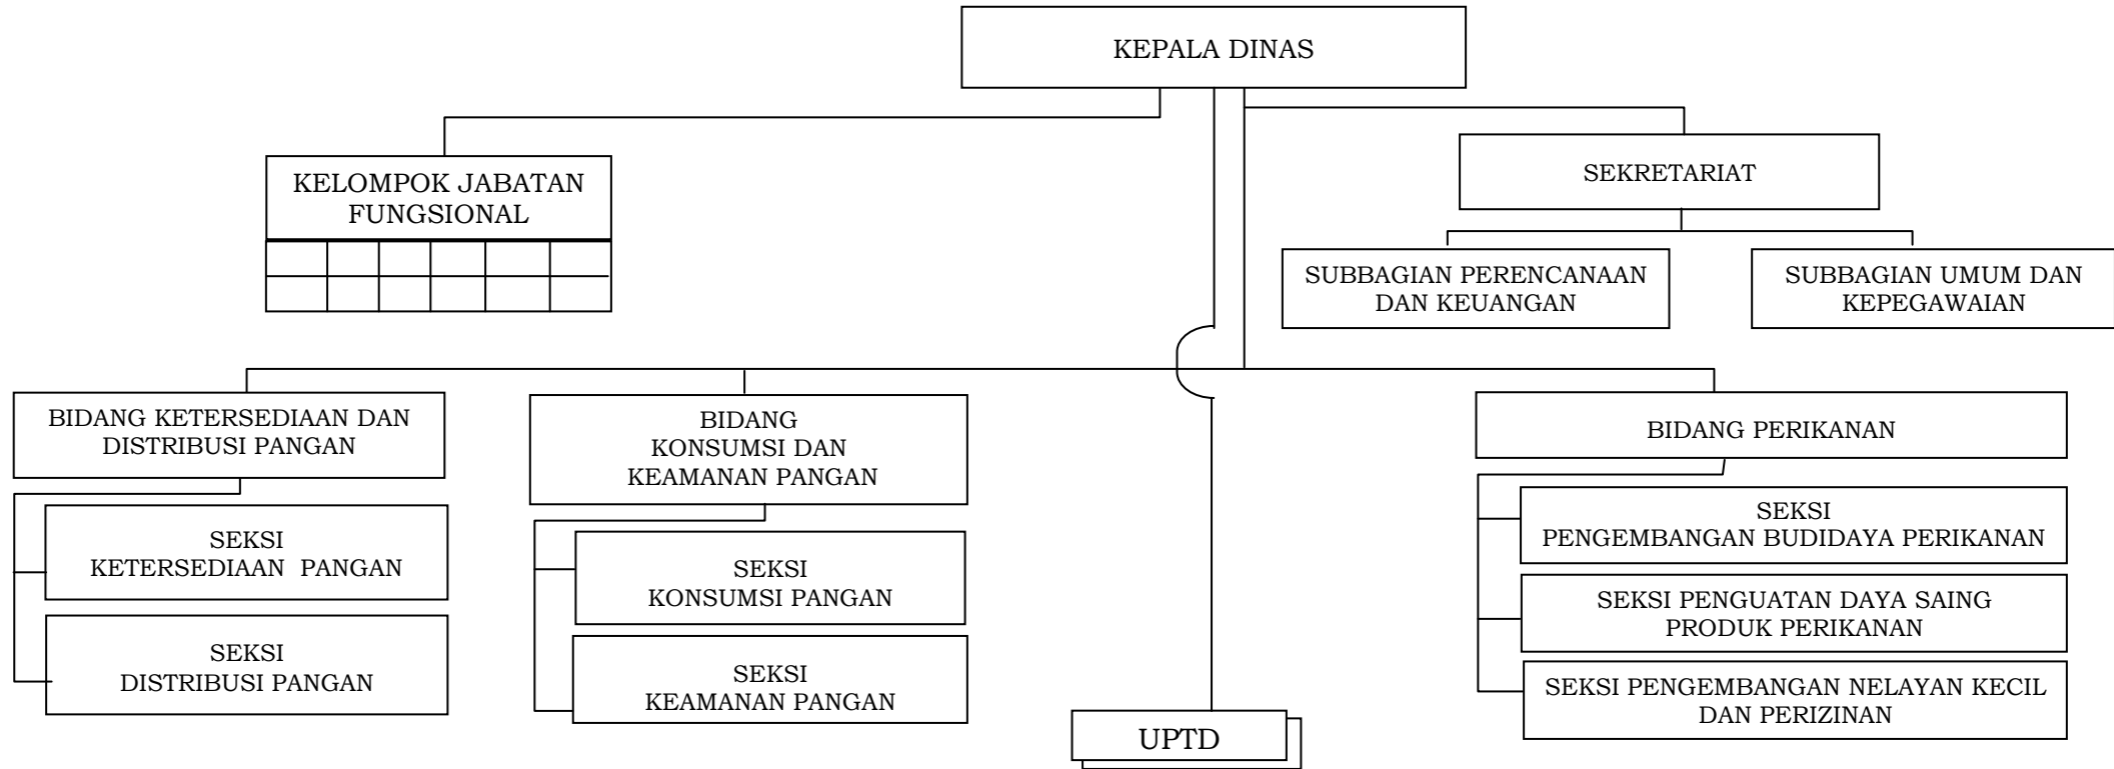 KEPALA DINAS
KELOMPOK JABATAN
FUNGSIONAL
SEKRETARIAT
SUBBAGIAN PERENCANAAN
DAN KEUANGAN
SUBBAGIAN UMUM DAN
KEPEGAWAIAN
BIDANG KETERSEDIAAN DAN
DISTRIBUSI PANGAN
SEKSI
KETERSEDIAAN PANGAN
SEKSI
DISTRIBUSI PANGAN
BIDANG
KONSUMSI DAN
KEAMANAN PANGAN
SEKSI
KONSUMSI PANGAN
SEKSI
KEAMANAN PANGAN
UPTD
BIDANG PERIKANAN
SEKSI
PENGEMBANGAN BUDIDAYA PERIKANAN
SEKSI PENGUATAN DAYA SAING
PRODUK PERIKANAN
SEKSI PENGEMBANGAN NELAYAN KECIL
DAN PERIZINAN